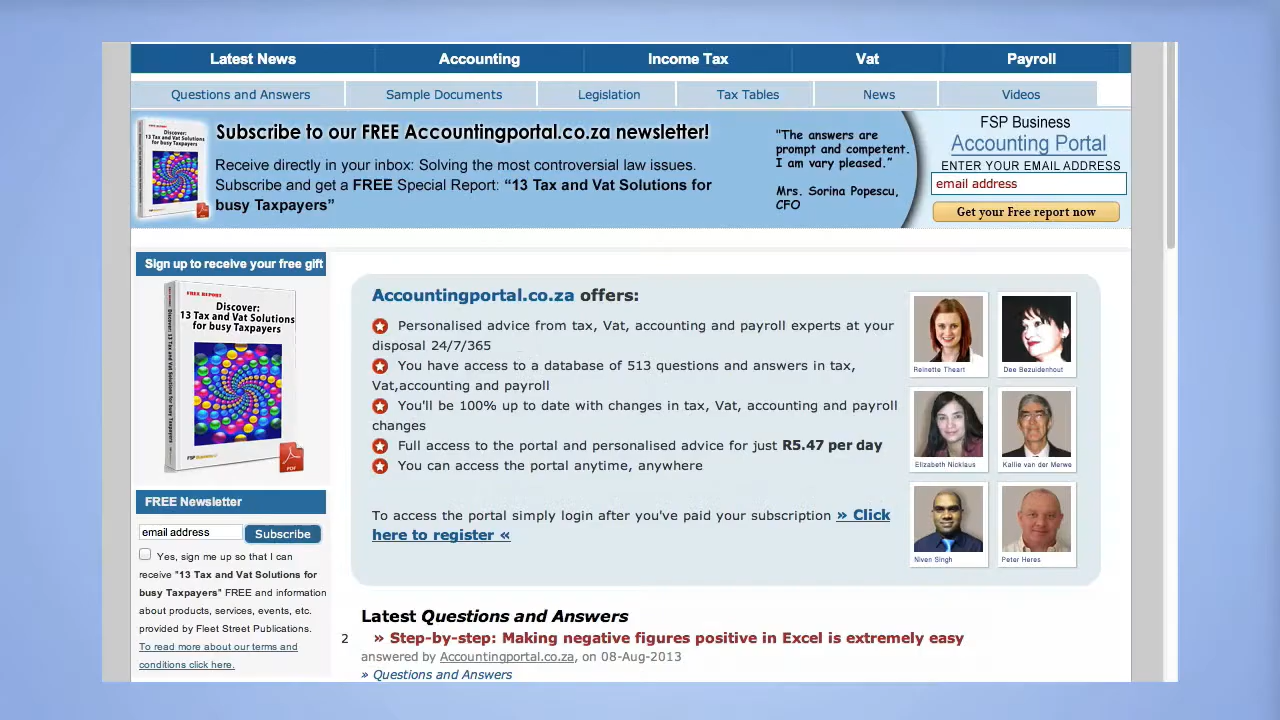 Latest News Accounting Income Tax Vat Payroll
Questions and Answers Sample Documents Legislation Tax Tables News Videos
Discover:
13 Tax and Vat Solutions
for busy Taxpayers
Subscribe to our FREE Accountingportal.co.za newsletter!
Receive directly in your inbox: Solving the most controversial law issues.
Subscribe and get a FREE Special Report: “13 Tax and Vat Solutions for
busy Taxpayers”
"The answers are
prompt and competent.
I am vary pleased.”
Mrs. Sorina Popescu,
CFO
FSP Business
Accounting Portal
ENTER YOUR EMAIL ADDRESS
email address
Get your Free report now
Sign up to receive your free gift
FREE REPORT
Discover:
13 Tax and Vat Solutions
for busy Taxpayers
Discover: 13 Tax and Vat Solutions for busy Taxpayers
FSP Business
PDF
FREE Newsletter
email address Subscribe
Yes, sign me up so that I can
receive "13 Tax and Vat Solutions for
busy Taxpayers" FREE and information
about products, services, events, etc.
provided by Fleet Street Publications.
To read more about our terms and
conditions click here.
Accountingportal.co.za offers:
Personalised advice from tax, Vat, accounting and payroll experts at your
disposal 24/7/365
You have access to a database of 513 questions and answers in tax,
Vat,accounting and payroll
You'll be 100% up to date with changes in tax, Vat, accounting and payroll
changes
Full access to the portal and personalised advice for just R5.47 per day
You can access the portal anytime, anywhere
To access the portal simply login after you've paid your subscription » Click
here to register «
Reinette Theart Dee Bezuidenhout
Elizabeth Nicklaus Kallie van der Merwe
Niven Singh Peter Heres
Latest Questions and Answers
2 » Step-by-step: Making negative figures positive in Excel is extremely easy
answered by Accountingportal.co.za, on 08-Aug-2013
» Questions and Answers